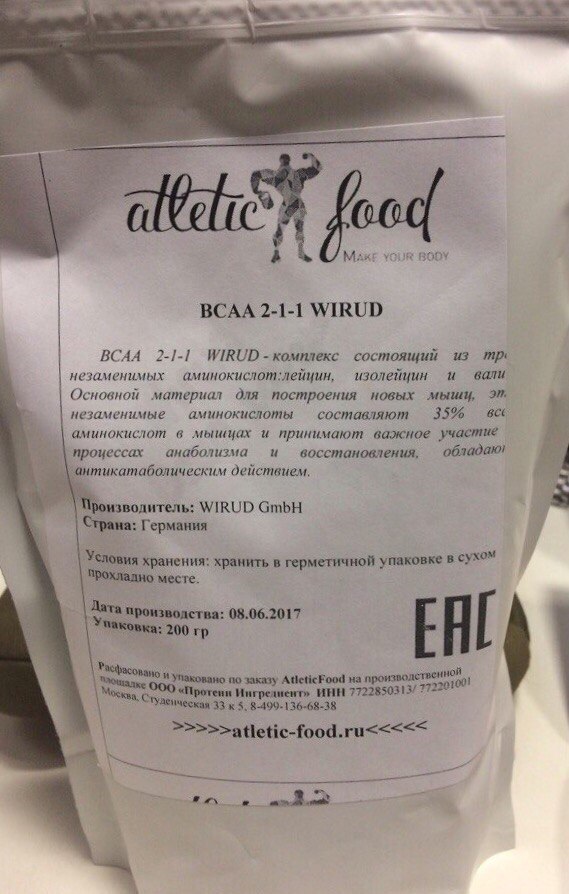 atletic food
MAKE YOUR BODY
BCAA 2-1-1 WIRUD
BCAA 2-1-1 WIRUD - комплекс состоящий из
незаменимых аминокислот:лейцин, изолейцин и
Основной материал для построения новых мышц,
незаменимые аминокислоты составляют 35%
аминокислот в мышцах и принимают важное участие
процессах анаболизма и восстановления,
антикатаболическим действием.
Производитель: WIRUD GmbH
Страна: Германия
Условия хранения: хранить в герметичной упаковке в сухом
прохладно месте.
Дата производства: 08.06.2017
Упаковка: 200 гр
EAC
Расфасовано и упаковано по заказу AtleticFood на производственной
площадке ООО «Протеин Ингредиент» ИНН 7722850313/ 772201001
Москва, Студенческая 33 к 5, 8-499-136-68-38
>>>>>atletic-food.ru<<<<<